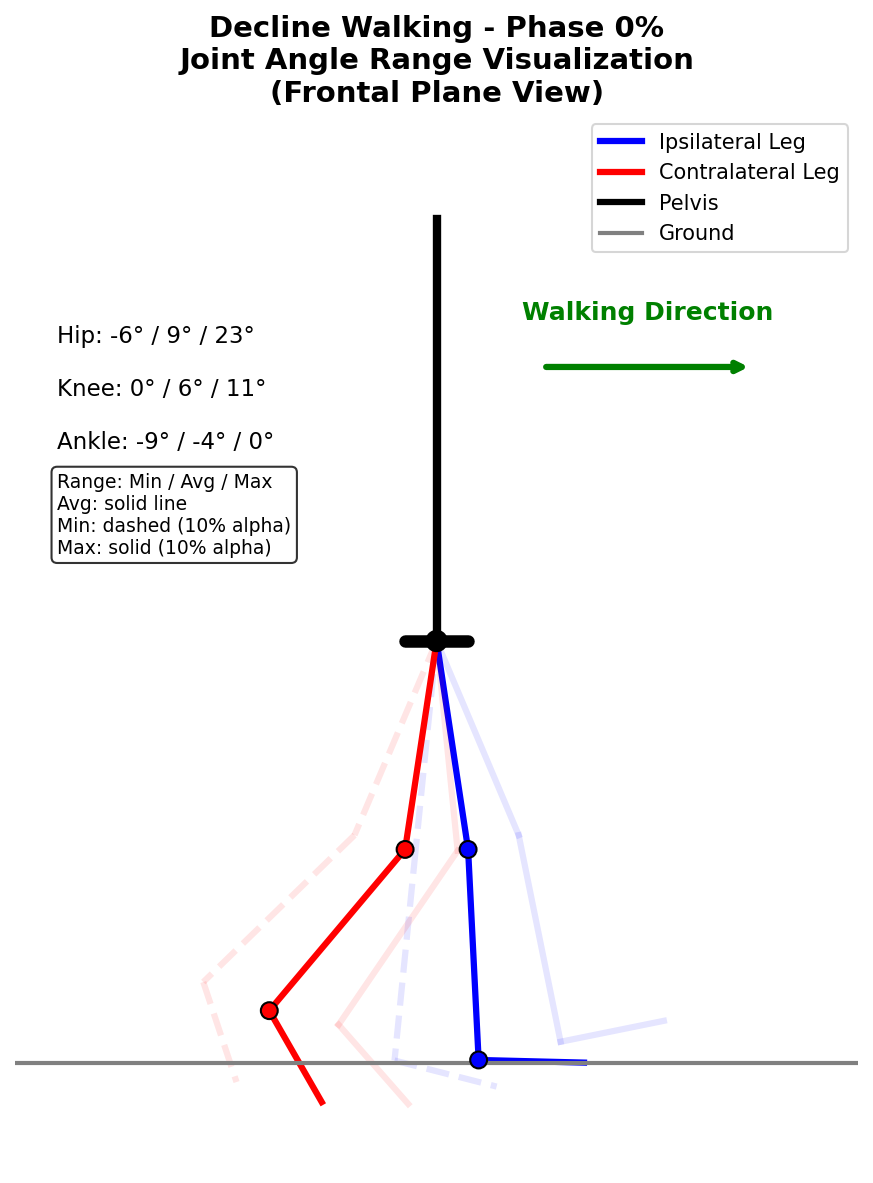 Decline Walking - Phase 0%
Joint Angle Range Visualization
(Frontal Plane View)
Ipsilateral Leg
Contralateral Leg
Pelvis
Ground
Walking Direction
Hip: -6° / 9° / 23°
Knee: 0° / 6° / 11°
Ankle: -9° / -4° / 0°
Range: Min / Avg / Max
Avg: solid line
Min: dashed (10% alpha)
Max: solid (10% alpha)